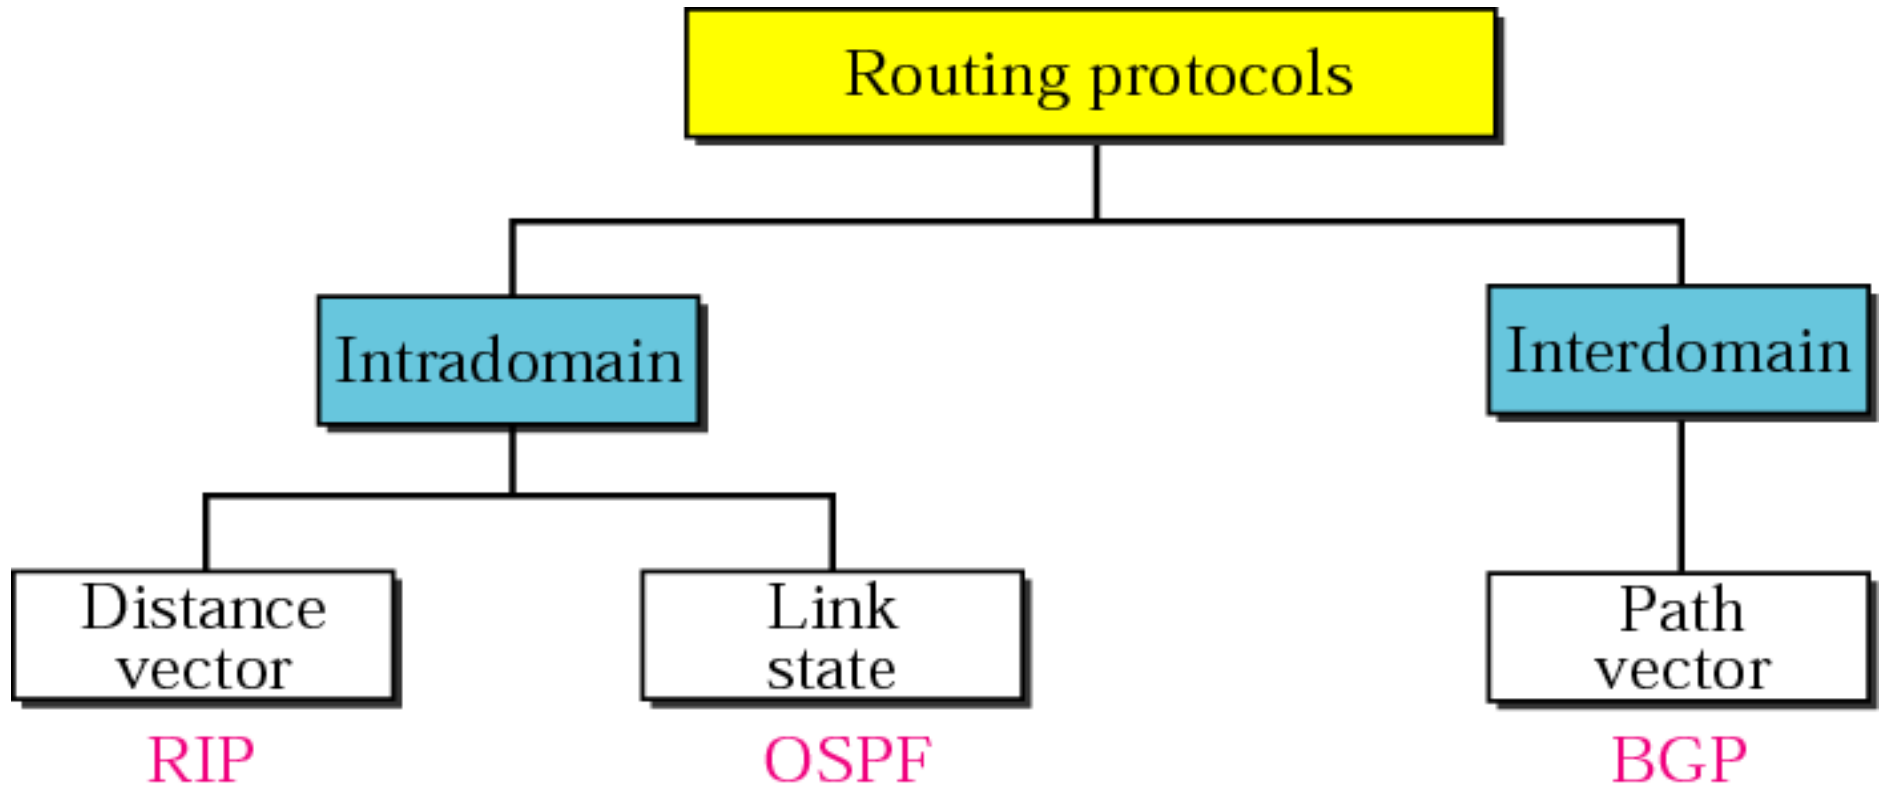 Routing protocols
Intradomain
Interdomain
Distance
vector
Link
state
Path
vector
RIP
OSPF
BGP